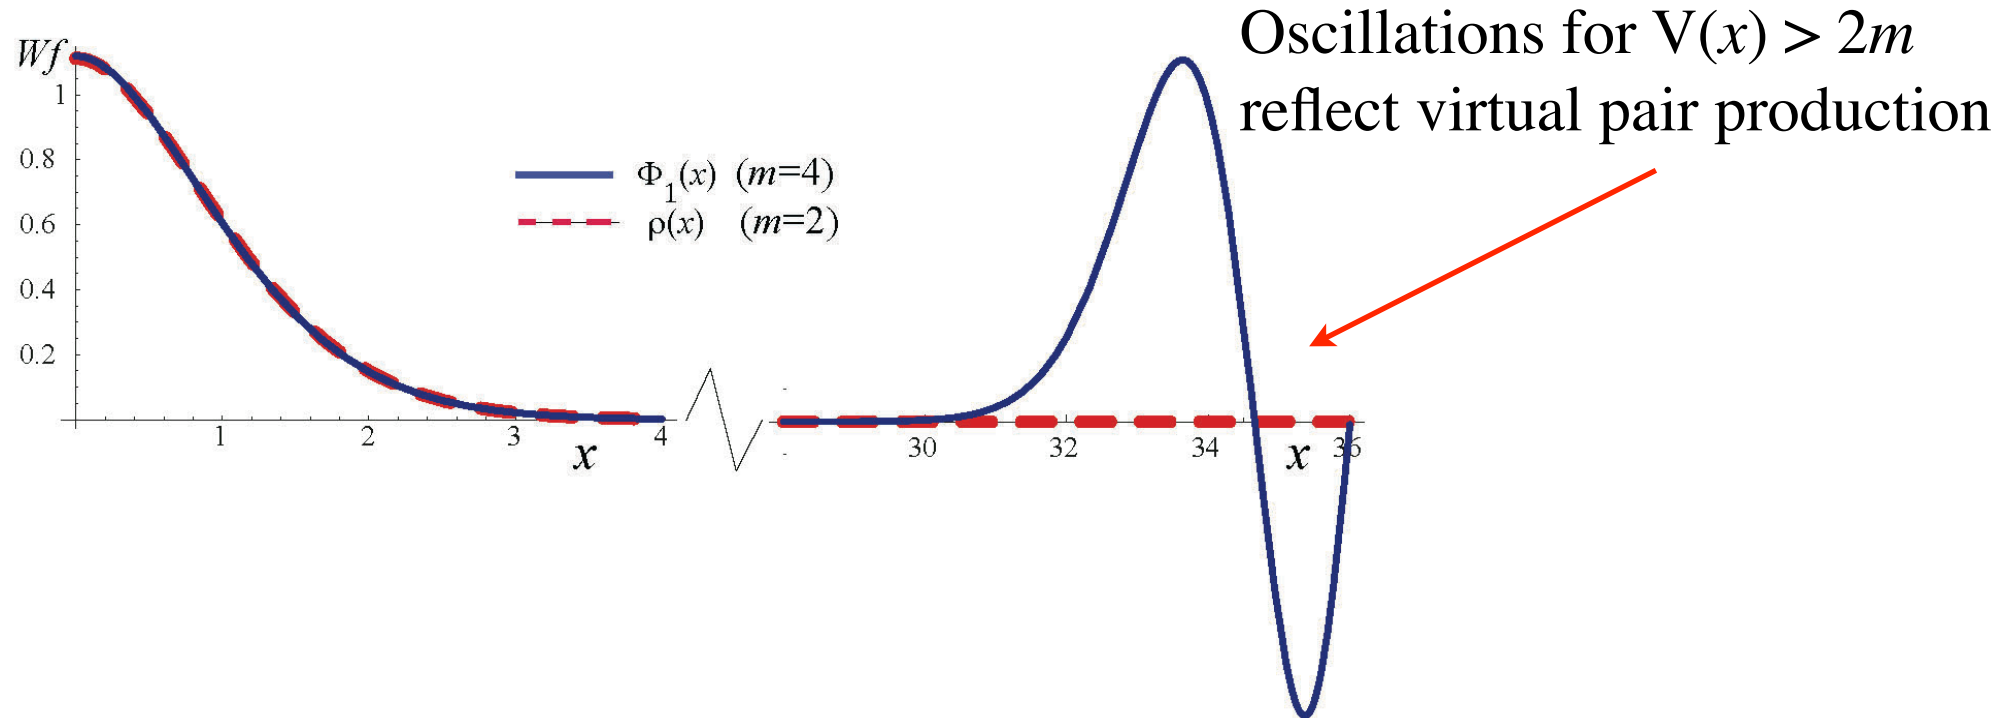 Oscillations for V(x) > 2m
reflect virtual pair production
Wf
1
0.8
0.6
0.4
0.2
Φ1(x) (m=4)
ρ(x) (m=2)
1 2 3 4
x
30 32 34 36
x